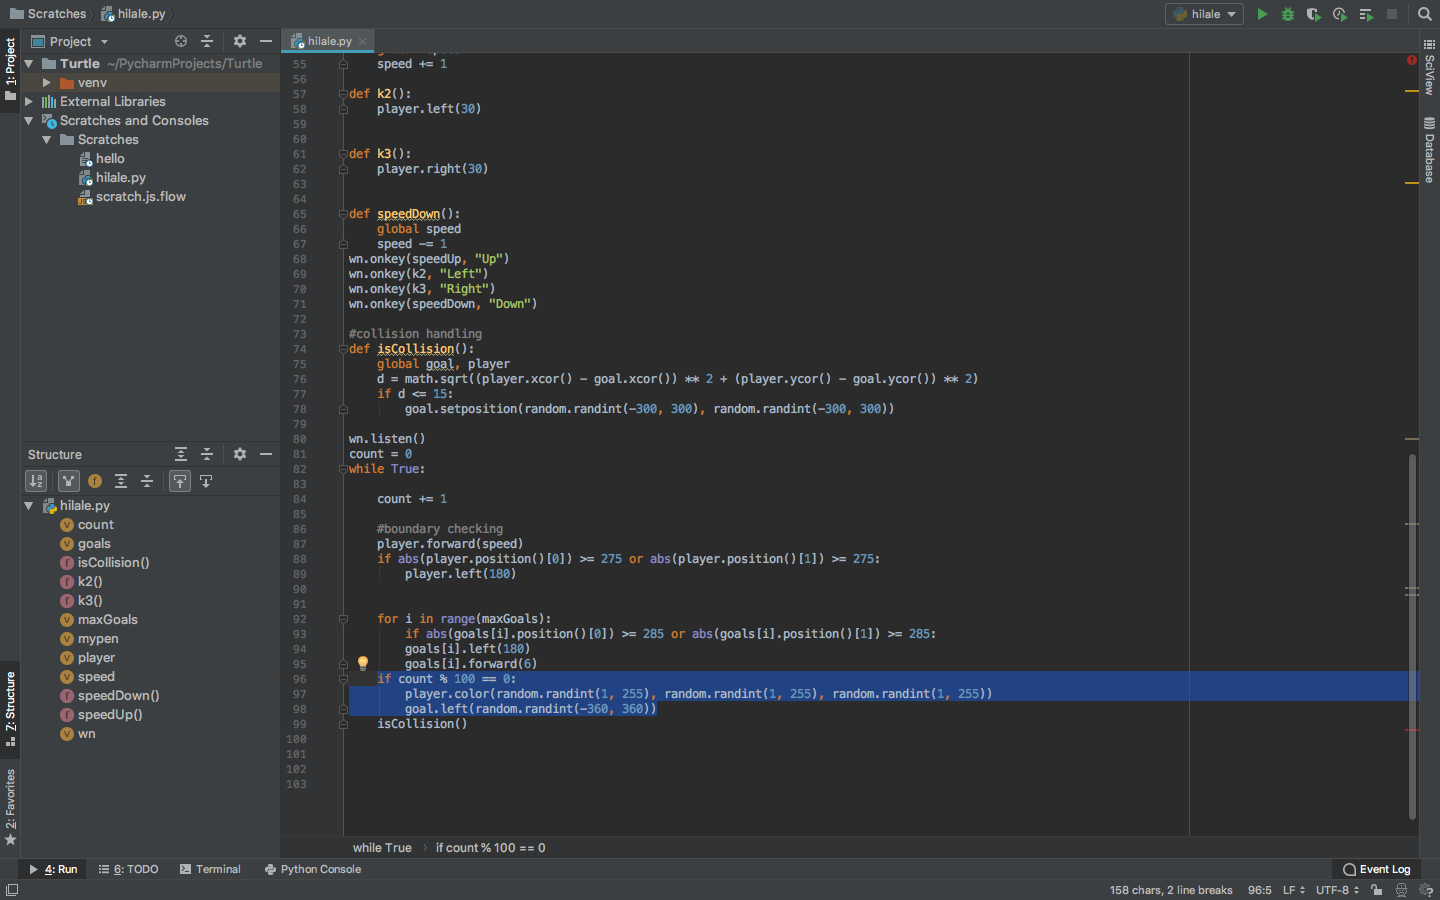 Scratches
hilale.py
hilale
Project
hilale.py
1: Project
Turtle ~/PycharmProjects/Turtle
venv
External Libraries
Scratches and Consoles
Scratches
hello
hilale.py
scratch.js.flow
Structure
hilale.py
count
goals
isCollision()
k2()
k3()
maxGoals
mypen
player
speed
speedDown()
speedUp()
wn
Z: Structure
2: Favorites
55 speed += 1
56
57 def k2():
58 player.left(30)
59
60
61 def k3():
62 player.right(30)
63
64
65 def speedDown():
66 global speed
67 speed -= 1
68 wn.onkey(speedUp, "Up")
69 wn.onkey(k2, "Left")
70 wn.onkey(k3, "Right")
71 wn.onkey(speedDown, "Down")
72
73 #collision handling
74 def isCollision():
75 global goal, player
76 d = math.sqrt((player.xcor() - goal.xcor()) ** 2 + (player.ycor() - goal.ycor()) ** 2)
77 if d <= 15:
78 goal.setposition(random.randint(-300, 300), random.randint(-300, 300))
79
80 wn.listen()
81 count = 0
82 while True:
83
84 count += 1
85
86 #boundary checking
87 player.forward(speed)
88 if abs(player.position()[0]) >= 275 or abs(player.position()[1]) >= 275:
89 player.left(180)
90
91
92 for i in range(maxGoals):
93 if abs(goals[i].position()[0]) >= 285 or abs(goals[i].position()[1]) >= 285:
94 goals[i].left(180)
95 goals[i].forward(6)
96 if count % 100 == 0:
97 player.color(random.randint(1, 255), random.randint(1, 255), random.randint(1, 255))
98 goal.left(random.randint(-360, 360))
99 isCollision()
100
101
102
103
SciView
Database
while True › if count % 100 == 0
4: Run
6: TODO
Terminal
Python Console
Event Log
158 chars, 2 line breaks 96:5 LF UTF-8